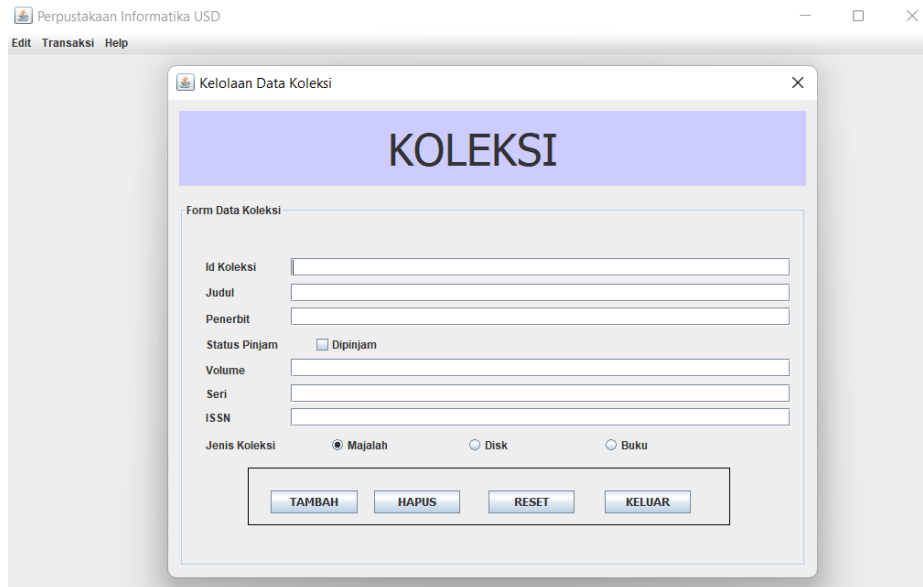 Perpustakaan Informatika USD
Edit Transaksi Help
Kelolaan Data Koleksi
KOLEKSI
Form Data Koleksi
Id Koleksi
Judul
Penerbit
Status Pinjam Dipinjam
Volume
Seri
ISSN
Jenis Koleksi Majalah Disk Buku
TAMBAH HAPUS RESET KELUAR